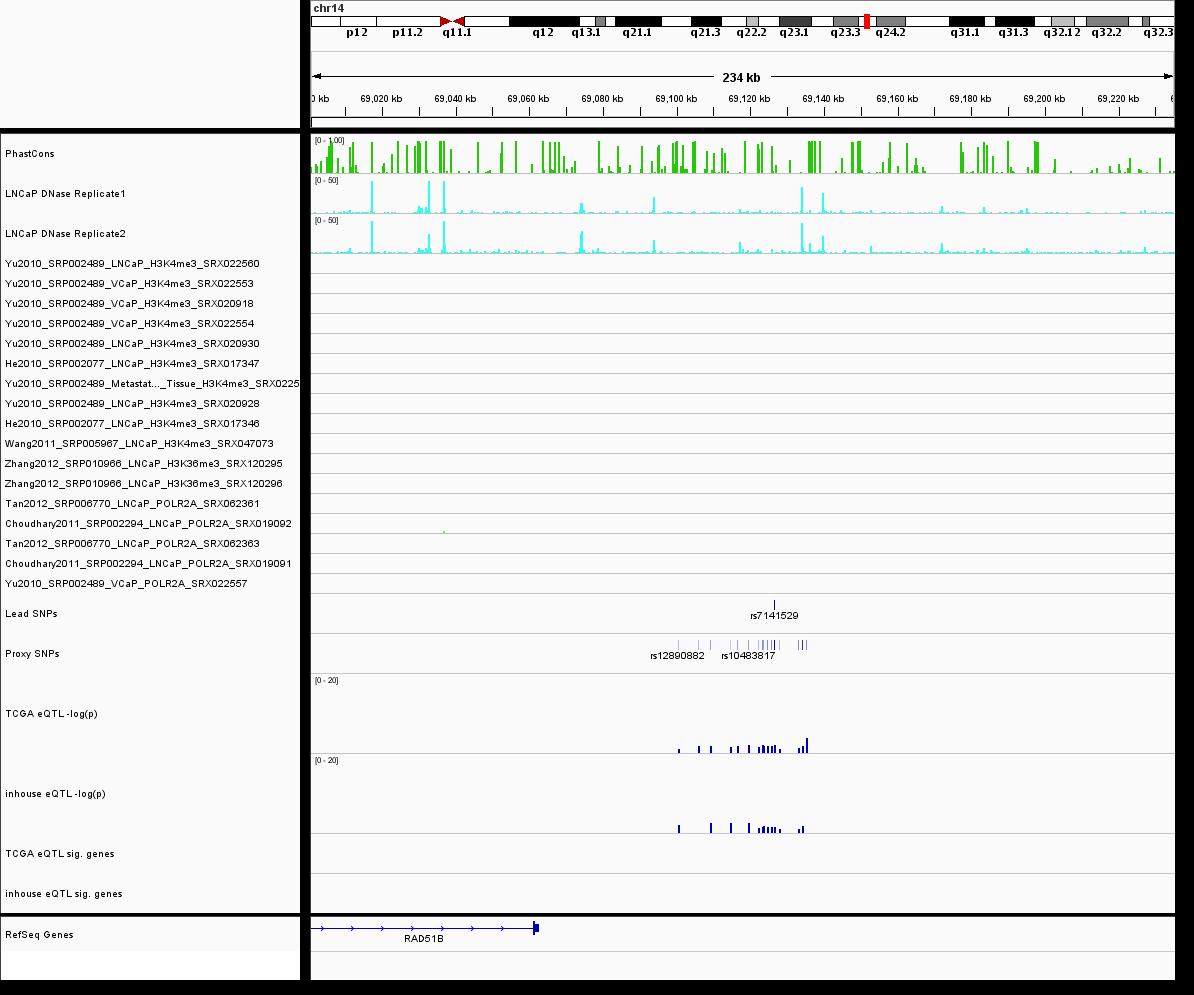 chr14
p12 p11.2 q11.1 q12 q13.1 q21.1 q21.3 q22.2 q23.1 q23.3 q24.2 q31.1 q31.3 q32.12 q32.2 q32.3
234 kb
0 kb 69,020 kb 69,040 kb 69,060 kb 69,080 kb 69,100 kb 69,120 kb 69,140 kb 69,160 kb 69,180 kb 69,200 kb 69,220 kb
[0 - 1.00]
PhastCons
[0 - 50]
LNCaP DNase Replicate1
[0 - 50]
LNCaP DNase Replicate2
Yu2010_SRP002489_LNCaP_H3K4me3_SRX022560
Yu2010_SRP002489_VCaP_H3K4me3_SRX022553
Yu2010_SRP002489_VCaP_H3K4me3_SRX020918
Yu2010_SRP002489_VCaP_H3K4me3_SRX022554
Yu2010_SRP002489_LNCaP_H3K4me3_SRX020930
He2010_SRP002077_LNCaP_H3K4me3_SRX017347
Yu2010_SRP002489_Metastat..._Tissue_H3K4me3_SRX0225
Yu2010_SRP002489_LNCaP_H3K4me3_SRX020928
He2010_SRP002077_LNCaP_H3K4me3_SRX017346
Wang2011_SRP005967_LNCaP_H3K4me3_SRX047073
Zhang2012_SRP010966_LNCaP_H3K36me3_SRX120295
Zhang2012_SRP010966_LNCaP_H3K36me3_SRX120296
Tan2012_SRP006770_LNCaP_POLR2A_SRX062361
Choudhary2011_SRP002294_LNCaP_POLR2A_SRX019092
Tan2012_SRP006770_LNCaP_POLR2A_SRX062363
Choudhary2011_SRP002294_LNCaP_POLR2A_SRX019091
Yu2010_SRP002489_VCaP_POLR2A_SRX022557
Lead SNPs
rs7141529
Proxy SNPs
rs12890882 rs10483817
[0 - 20]
TCGA eQTL -log(p)
[0 - 20]
inhouse eQTL -log(p)
TCGA eQTL sig. genes
inhouse eQTL sig. genes
RefSeq Genes
RAD51B